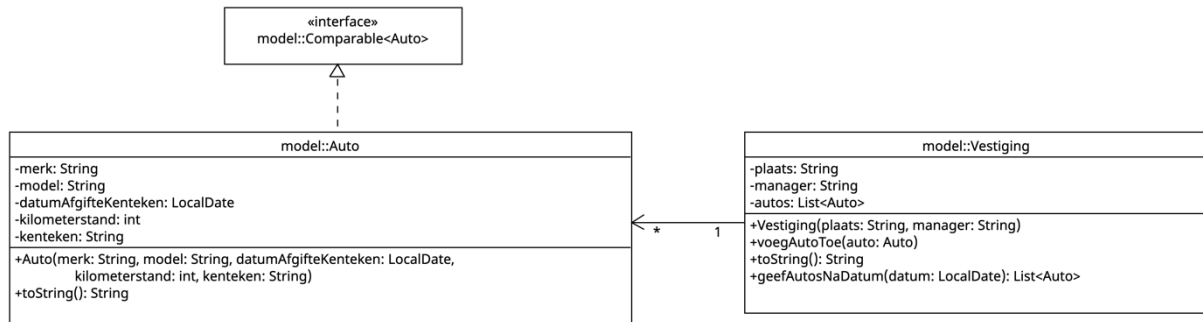 «interface»
model::Comparable<Auto>
model::Auto
-merk: String
-model: String
-datumAfgifteKenteken: LocalDate
-kilometerstand: int
-kenteken: String
+Auto(merk: String, model: String, datumAfgifteKenteken: LocalDate,
kilometerstand: int, kenteken: String)
+toString(): String
* 1
model::Vestiging
-plaats: String
-manager: String
-autos: List<Auto>
+Vestiging(plaats: String, manager: String)
+voegAutoToe(auto: Auto)
+toString(): String
+geefAutosNaDatum(datum: LocalDate): List<Auto>